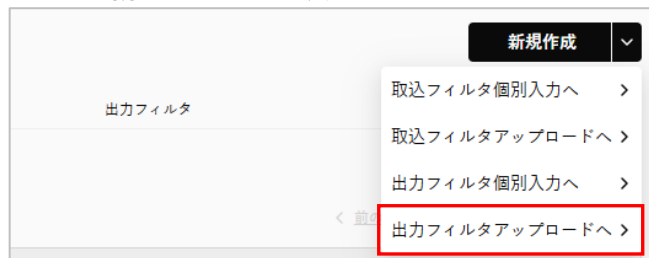 新規作成
取込フィルタ個別入力へ
出力フィルタ
取込フィルタアップロードへ
出力フィルタ個別入力へ
前の
出力フィルタアップロードへ